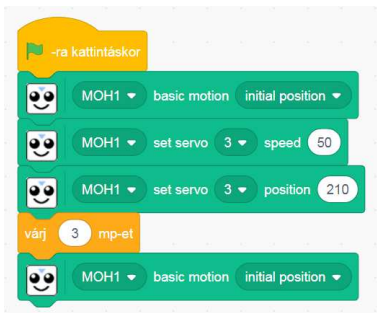 -ra kattintáskor
MOH1 basic motion initial position
MOH1 set servo 3 speed 50
MOH1 set servo 3 position 210
várj 3 mp-et
MOH1 basic motion initial position